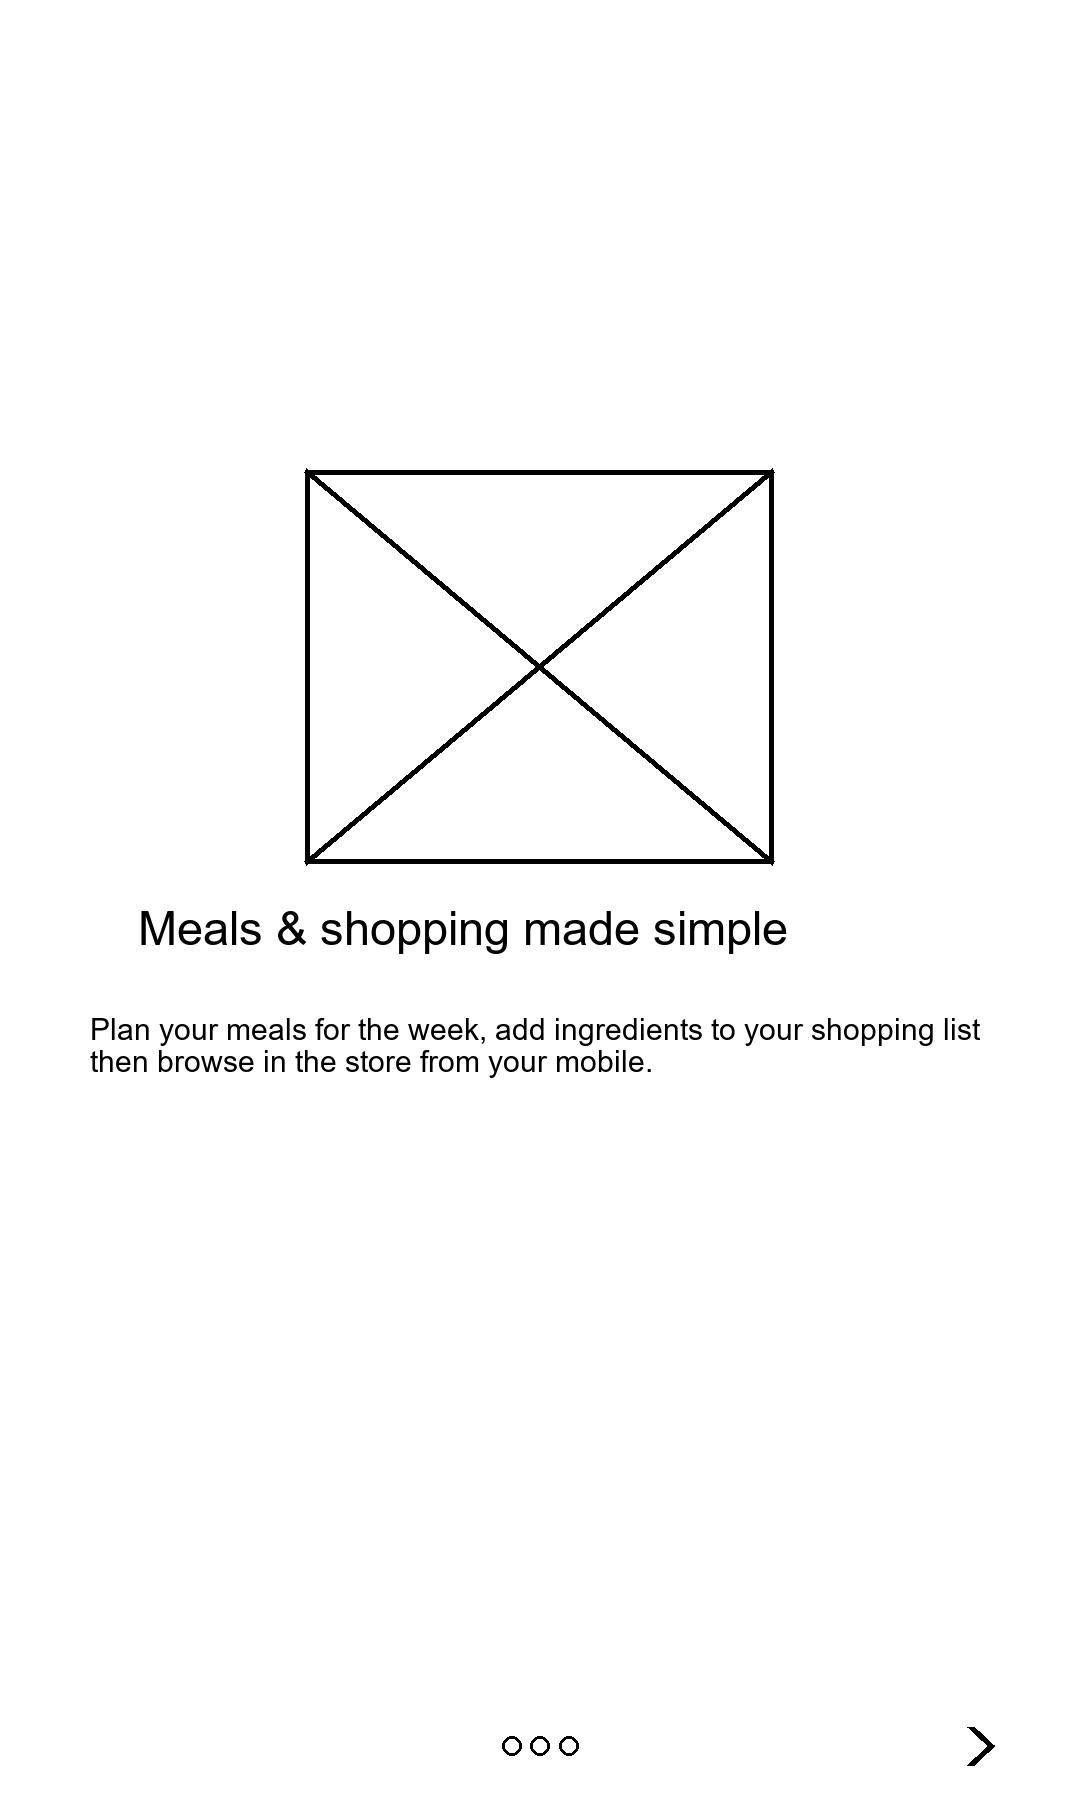 Meals & shopping made simple
Plan your meals for the week, add ingredients to your shopping list
then browse in the store from your mobile.